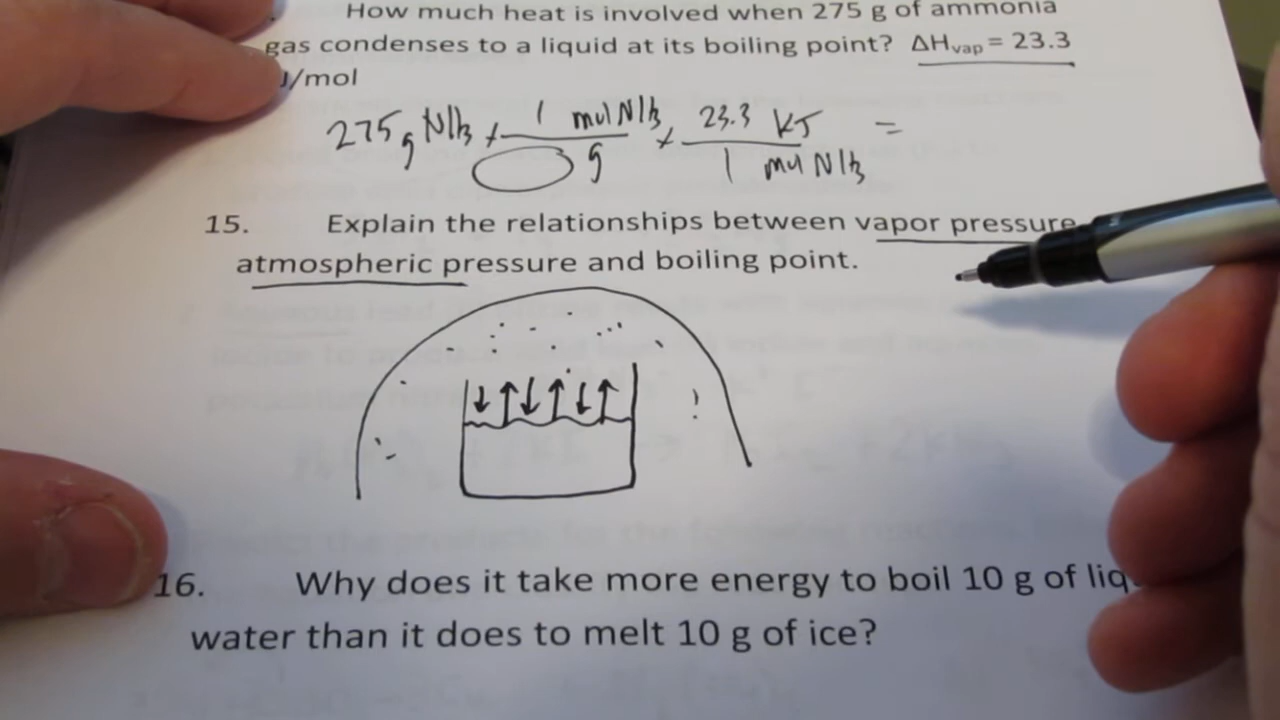 How much heat is involved when 275 g of ammonia
gas condenses to a liquid at its boiling point? ΔHvap = 23.3
J/mol
275 g NH3 × 1 mol NH3 / g × 23.3 kJ / 1 mol NH3 =
15. Explain the relationships between vapor pressure
atmospheric pressure and boiling point.
16. Why does it take more energy to boil 10 g of
water than it does to melt 10 g of ice?